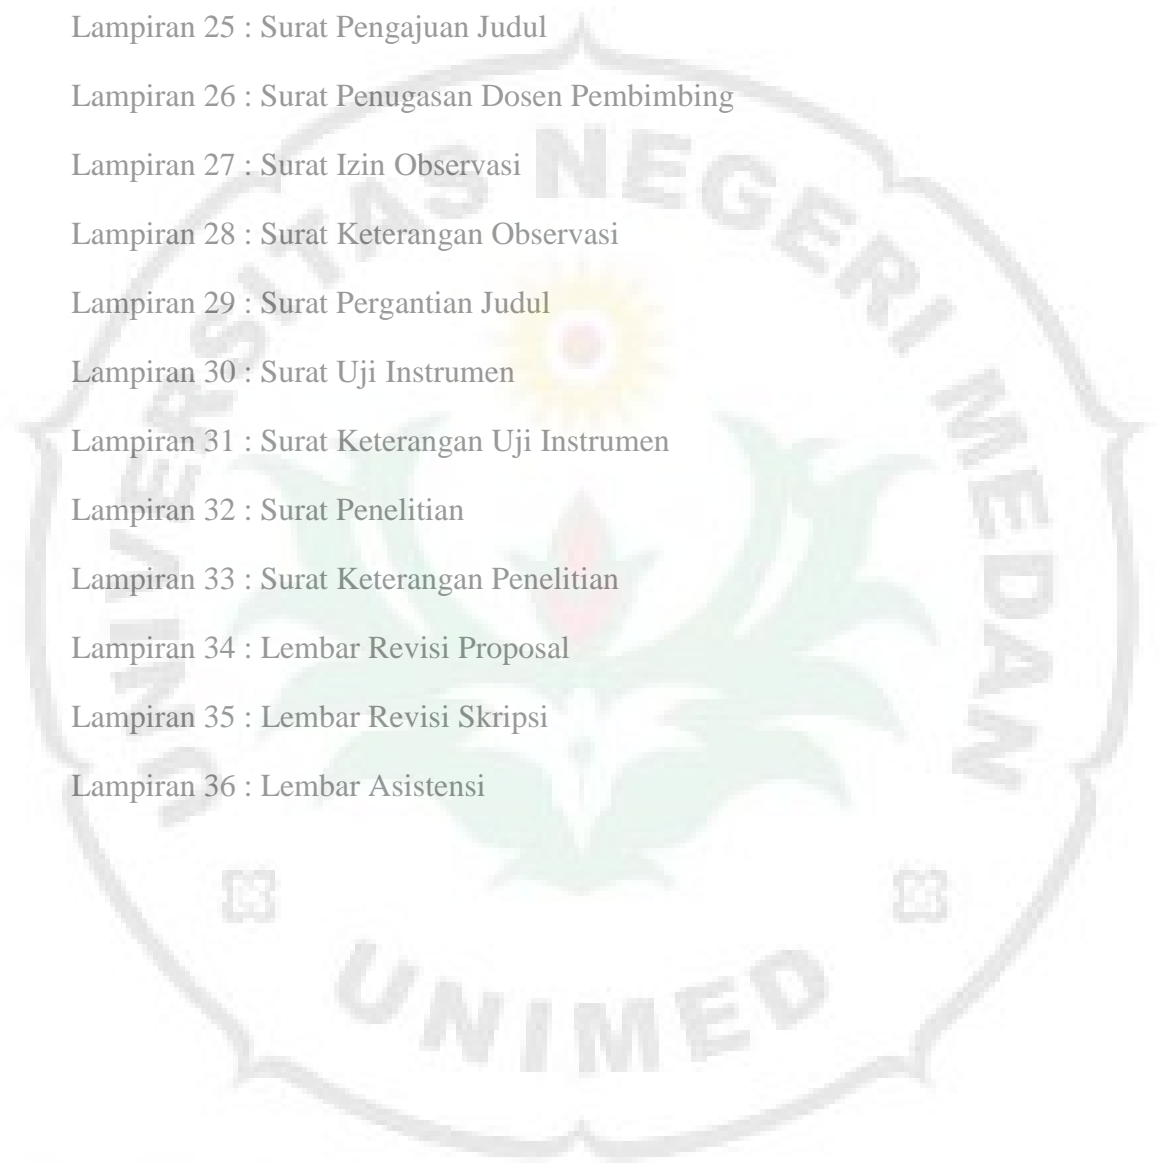 Lampiran 25 : Surat Pengajuan Judul
Lampiran 26 : Surat Penugasan Dosen Pembimbing
Lampiran 27 : Surat Izin Observasi
Lampiran 28 : Surat Keterangan Observasi
Lampiran 29 : Surat Pergantian Judul
Lampiran 30 : Surat Uji Instrumen
Lampiran 31 : Surat Keterangan Uji Instrumen
Lampiran 32 : Surat Penelitian
Lampiran 33 : Surat Keterangan Penelitian
Lampiran 34 : Lembar Revisi Proposal
Lampiran 35 : Lembar Revisi Skripsi
Lampiran 36 : Lembar Asistensi
UNIVERSITAS NEGERI MEDAN
UNIMED